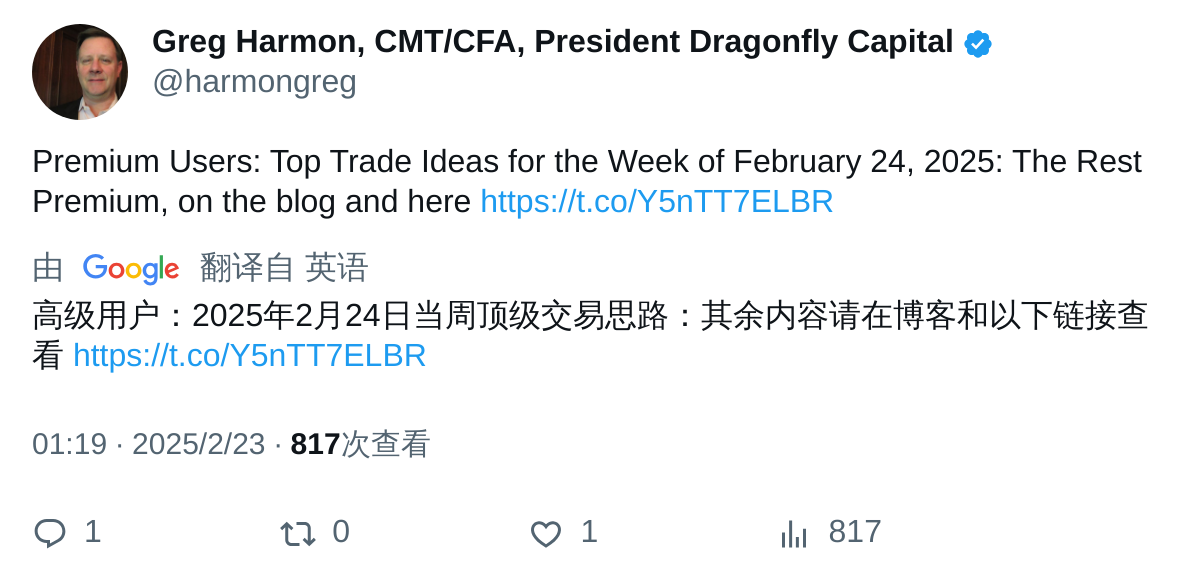 Greg Harmon, CMT/CFA, President Dragonfly Capital
@harmongreg
Premium Users: Top Trade Ideas for the Week of February 24, 2025: The Rest
Premium, on the blog and here https://t.co/Y5nTT7ELBR
由 Google 翻译自 英语
高级用户：2025年2月24日当周顶级交易思路：其余内容请在博客和以下链接查
看 https://t.co/Y5nTT7ELBR
01:19 · 2025/2/23 · 817次查看
1 0 1 817